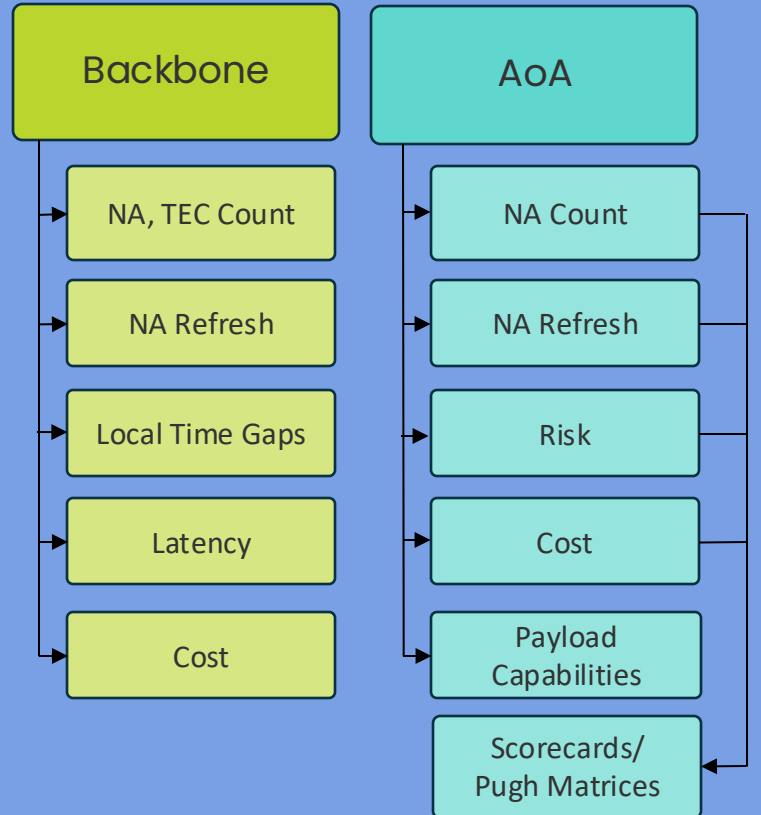 Backbone
NA, TEC Count
NA Refresh
Local Time Gaps
Latency
Cost
AoA
NA Count
NA Refresh
Risk
Cost
Payload
Capabilities
Scorecards/
Pugh Matrices